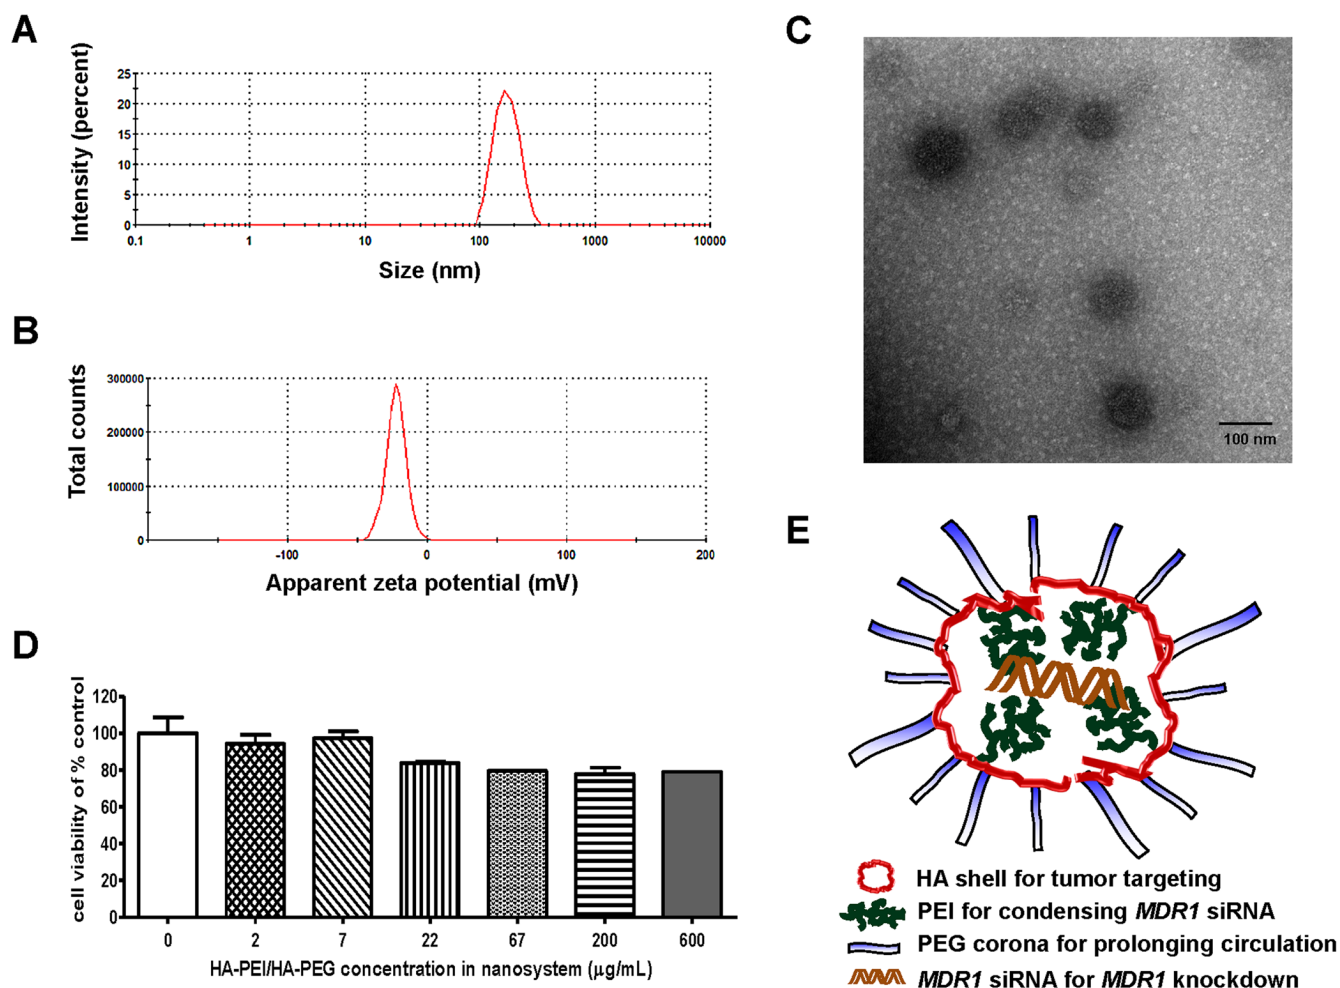 A
Intensity (percent)
25
20
15
10
5
0
0.1 1 10 100 1000 10000
Size (nm)
B
Total counts
300000
200000
100000
0
-100 0 100 200
Apparent zeta potential (mV)
C
100 nm
D
cell viability of % control
120
100
80
60
40
20
0
0 2 7 22 67 200 600
HA-PEI/HA-PEG concentration in nanosystem (μg/mL)
E
HA shell for tumor targeting
PEI for condensing MDR1 siRNA
PEG corona for prolonging circulation
MDR1 siRNA for MDR1 knockdown